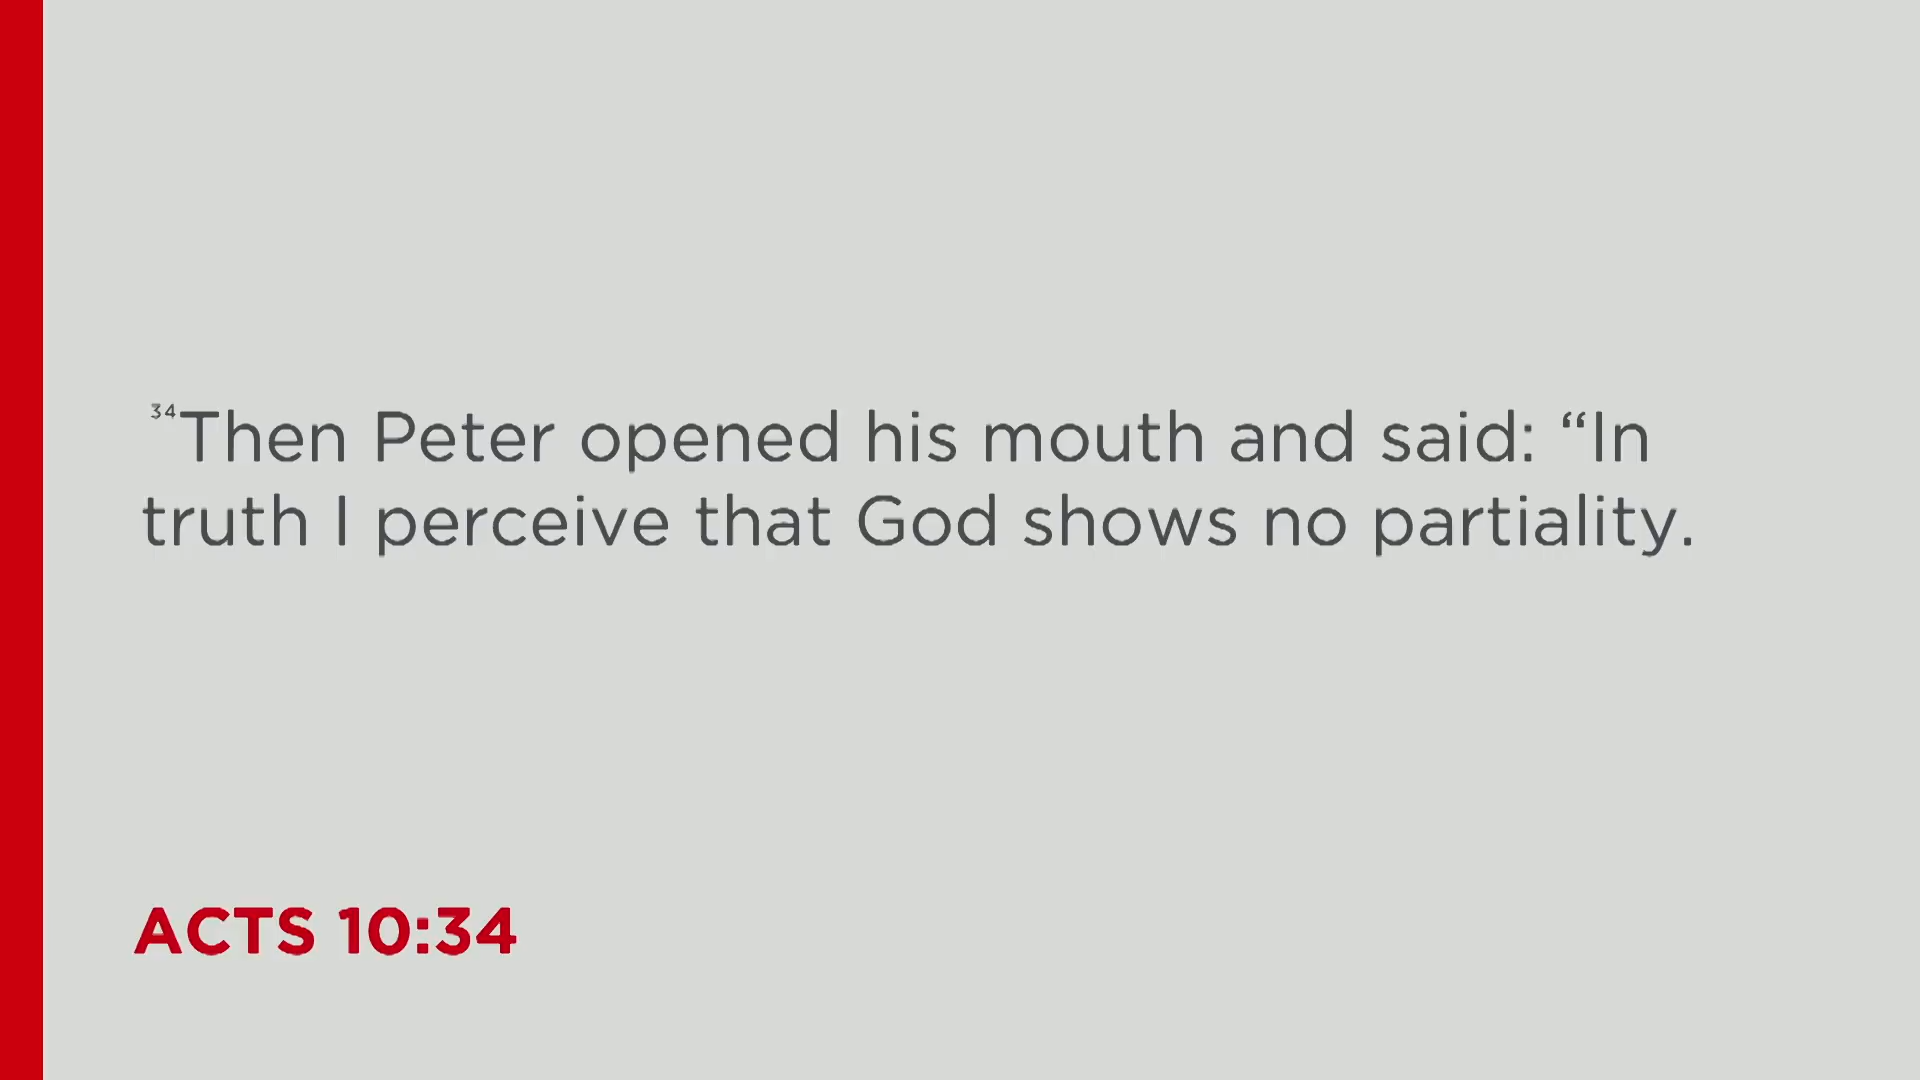 34Then Peter opened his mouth and said: “In
truth I perceive that God shows no partiality.
ACTS 10:34